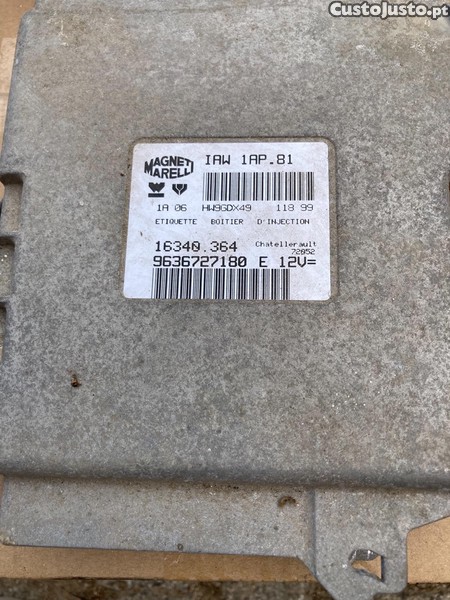 CustoJusto.pt
MAGNETI
MARELLI
IAW 1AP.81
1A 06 HW9GDX49 118 99
ETIQUETTE BOITIER D'INJECTION
16340.364 Chatellerault
72052
9636727180 E 12V=